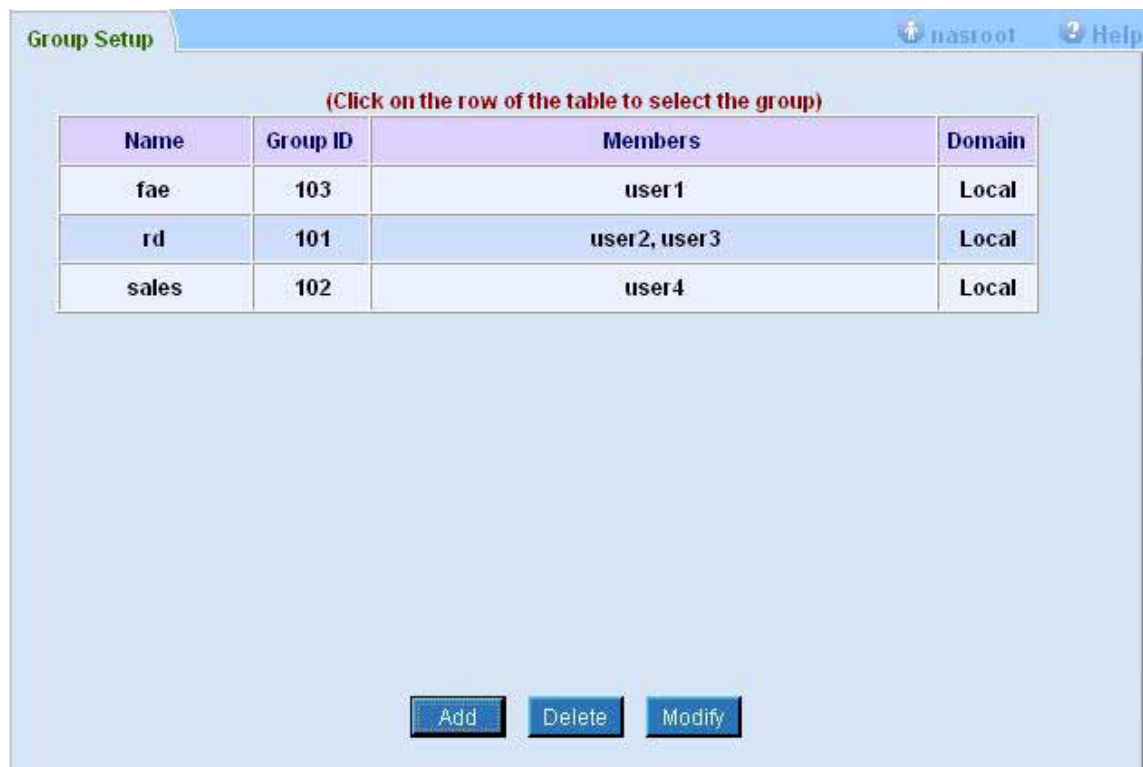 Group Setup nasroot Help
(Click on the row of the table to select the group)
Name Group ID Members Domain
fae 103 user1 Local
rd 101 user2, user3 Local
sales 102 user4 Local
Add Delete Modify